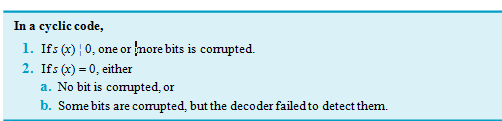 In a cyclic code,
1. If s (x) ¦ 0, one or more bits is corrupted.
2. If s (x) = 0, either
a. No bit is corrupted, or
b. Some bits are corrupted, but the decoder failed to detect them.